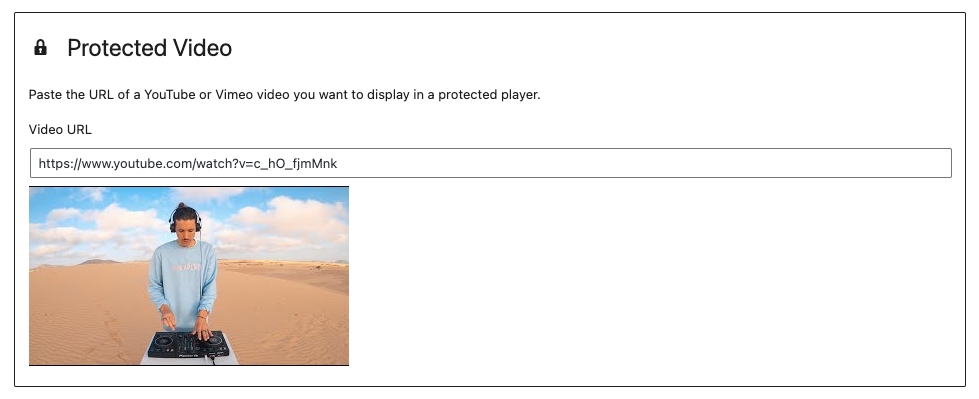 Protected Video
Paste the URL of a YouTube or Vimeo video you want to display in a protected player.
Video URL
https://www.youtube.com/watch?v=c_hO_fjmMnk